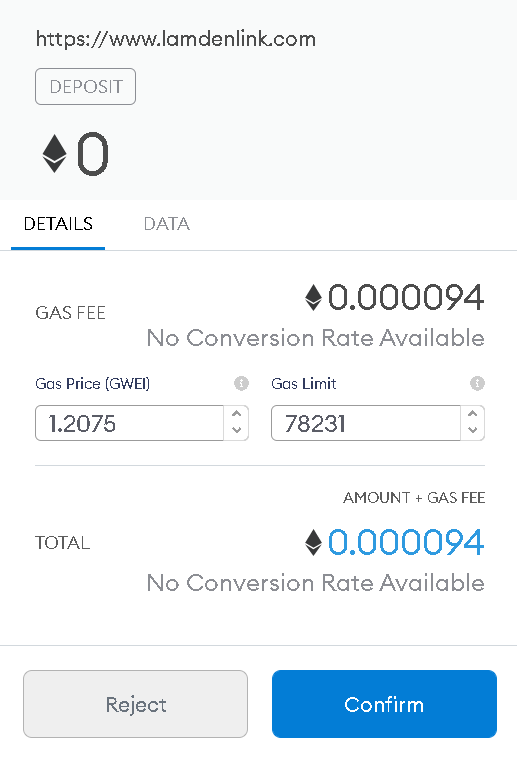 https://www.lamdenlink.com
DEPOSIT
0
DETAILS DATA
0.000094
GAS FEE
No Conversion Rate Available
Gas Price (GWEI) Gas Limit
1.2075 78231
AMOUNT + GAS FEE
TOTAL 0.000094
No Conversion Rate Available
Reject Confirm